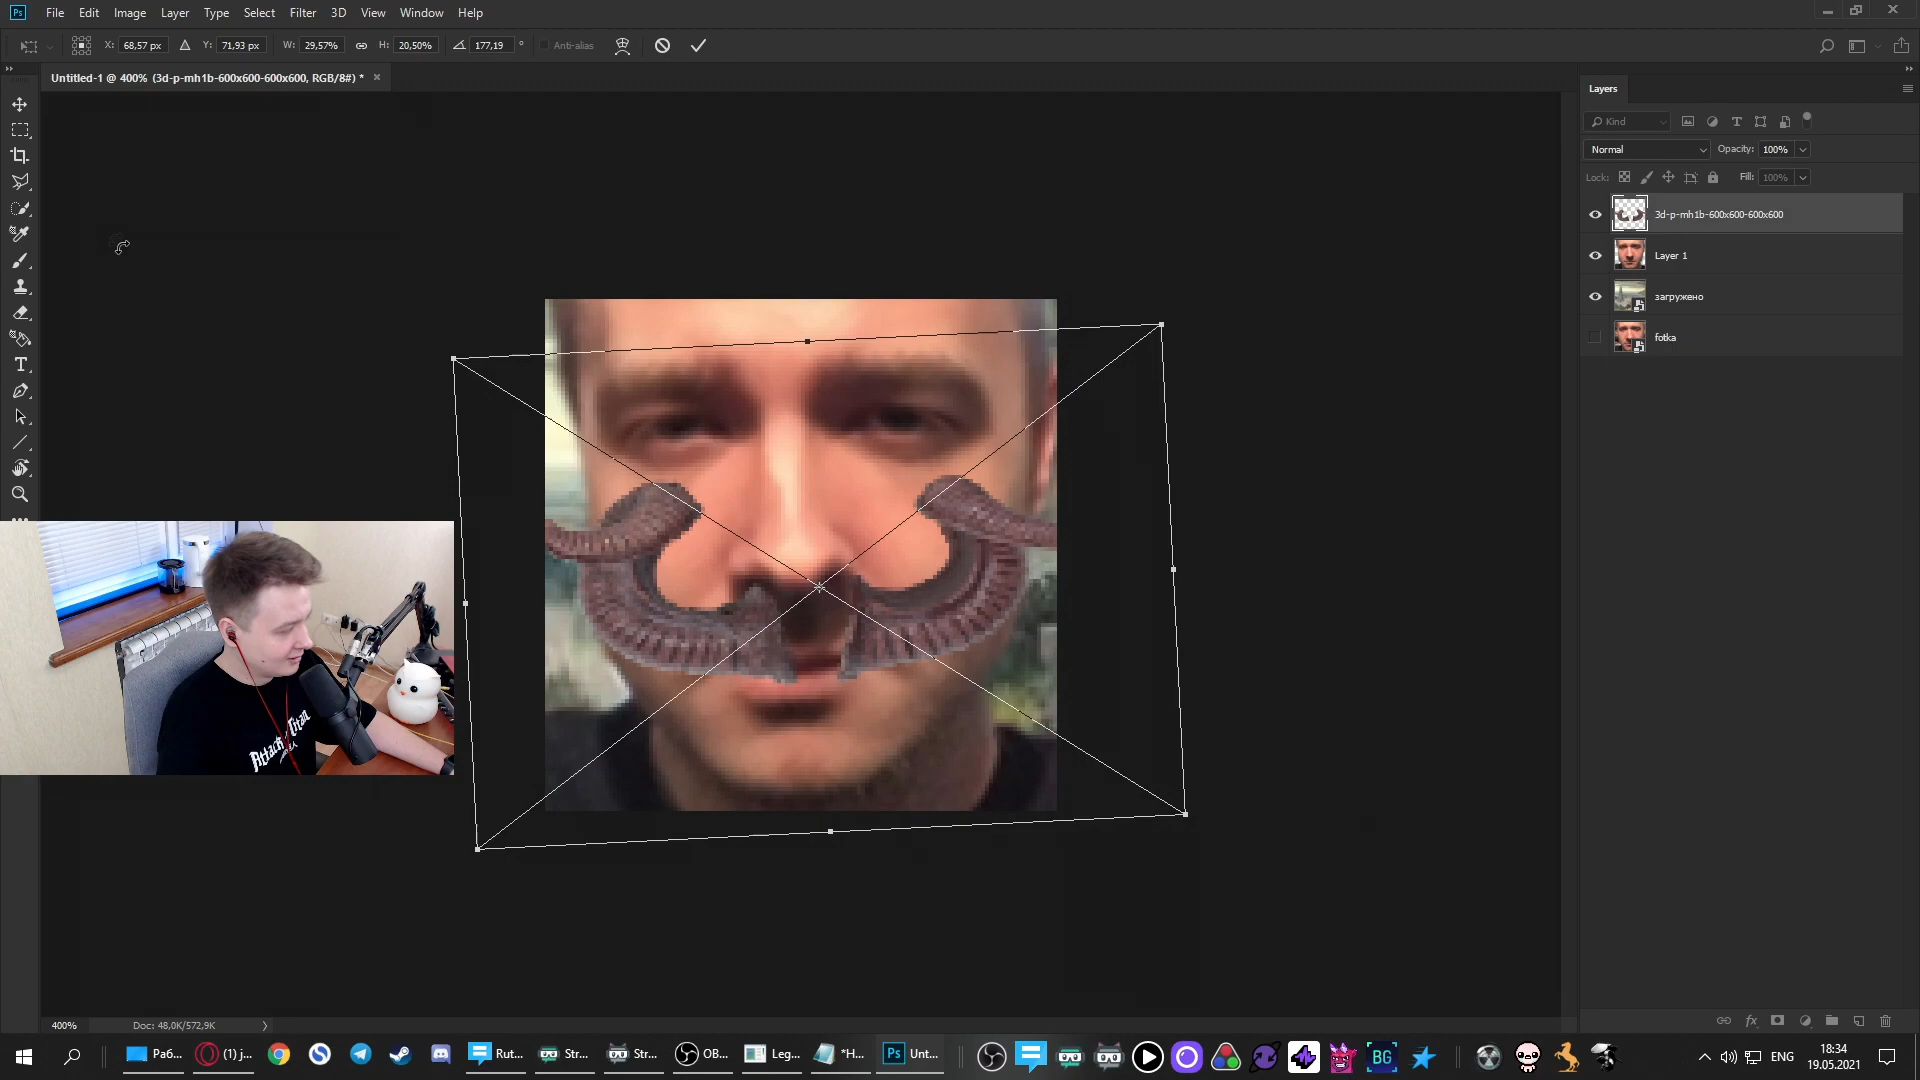 Ps File Edit Image Layer Type Select Filter 3D View Window Help
X: 68,57 px Y: 71,93 px W: 29,57% H: 20,50% 177,19 ° Anti-alias
Untitled-1 @ 400% (3d-p-mh1b-600x600-600x600, RGB/8#) * ×
Layers
Kind
Normal Opacity: 100%
Lock: Fill: 100%
3d-p-mh1b-600x600-600x600
Layer 1
загружено
fotka
Attack Titan
400% Doc: 48,0K/572,9K
Раб... (1) j... Rut... Str... Str... OB... Leg... *H... Ps Unt... BG ENG 18:34
19.05.2021